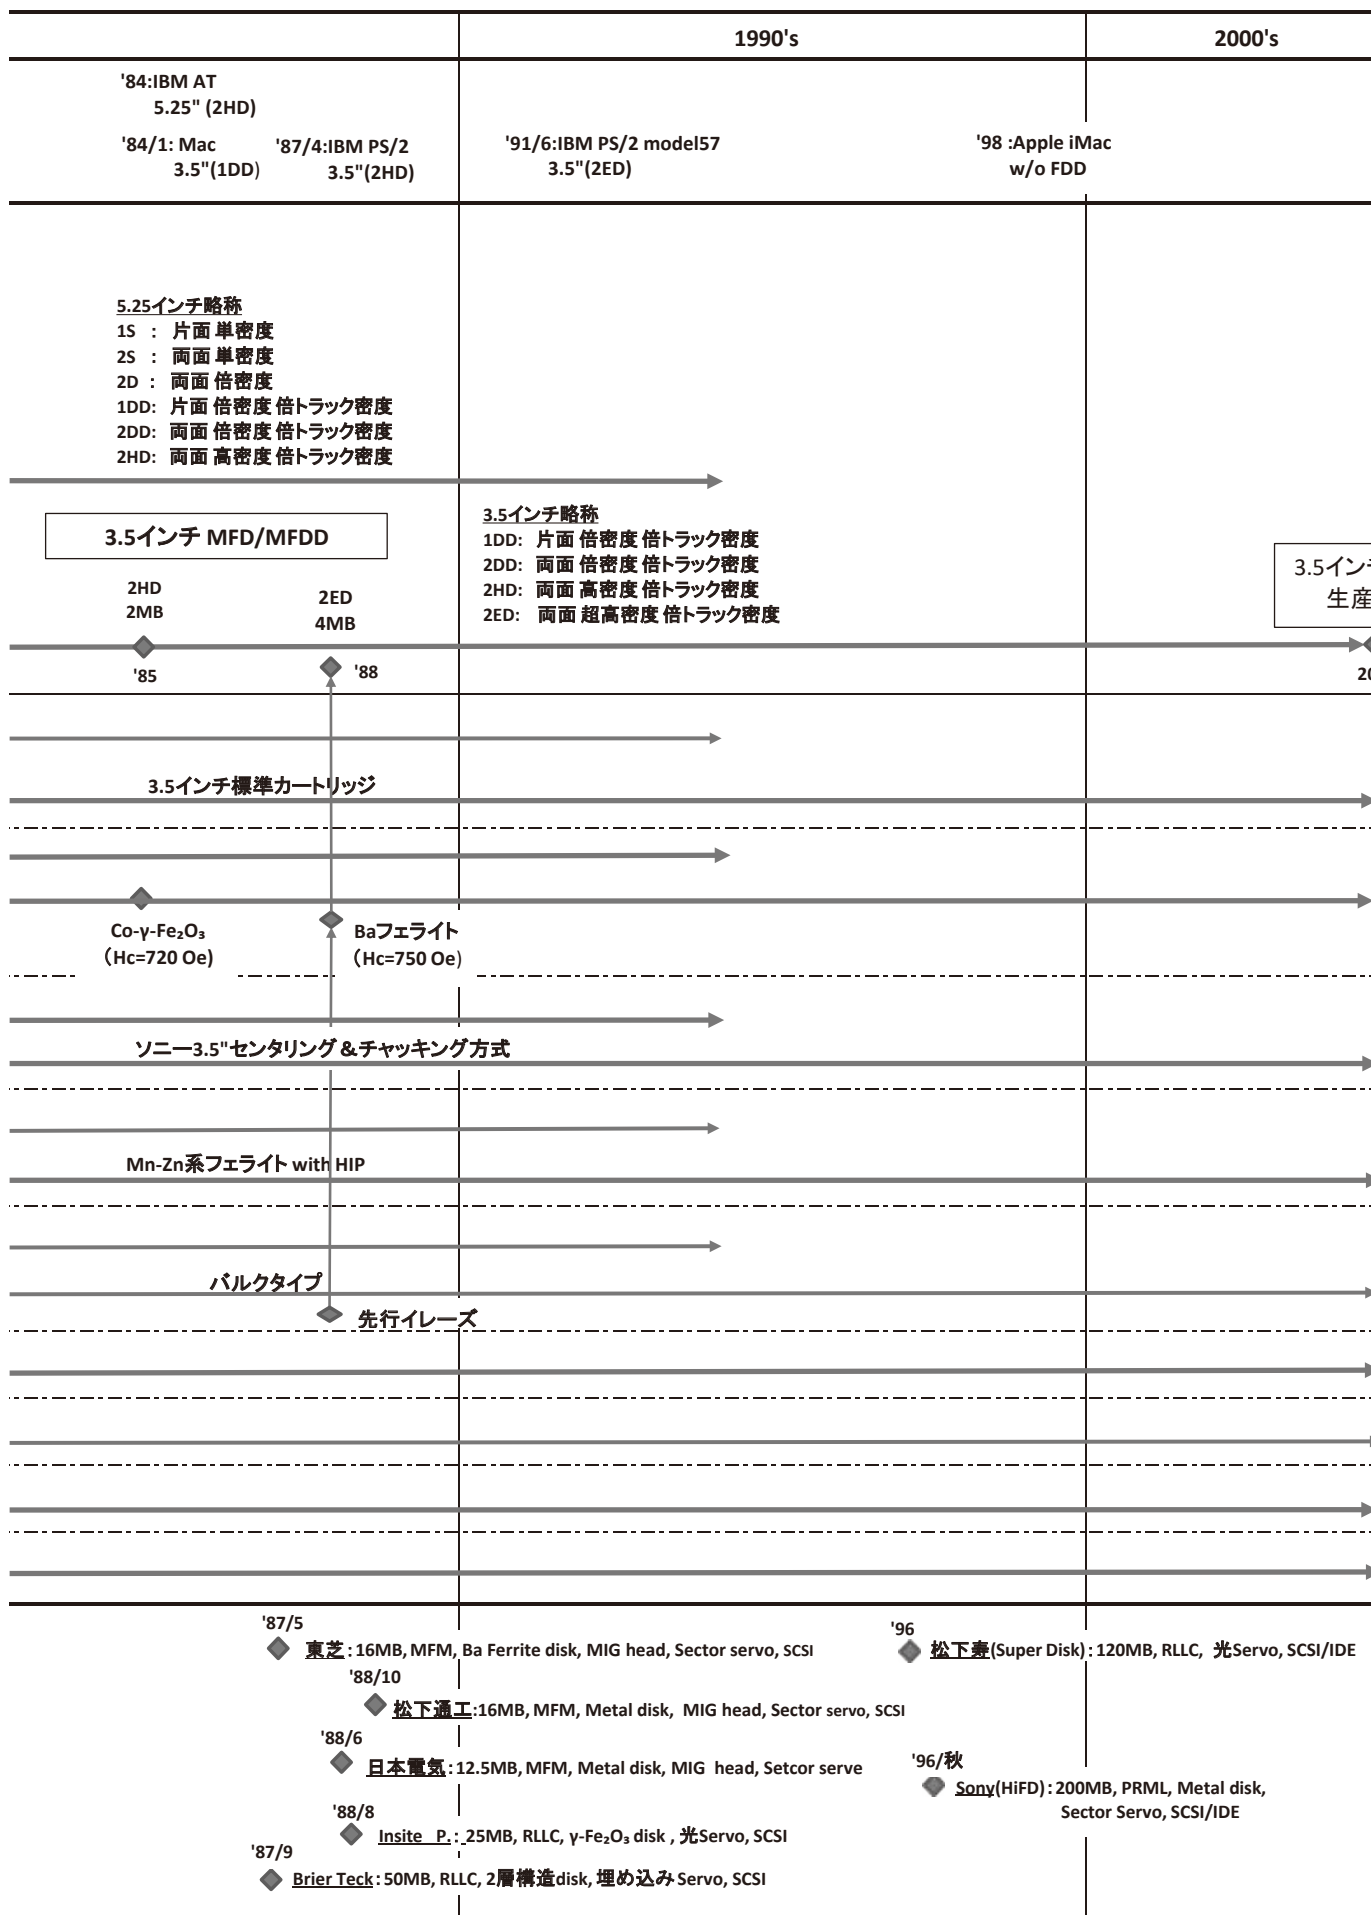 1990's
2000's
'84:IBM AT
5.25" (2HD)
'84/1: Mac
3.5"(1DD)
'87/4:IBM PS/2
3.5"(2HD)
'91/6:IBM PS/2 model57
3.5"(2ED)
'98 :Apple iMac
w/o FDD
5.25インチ略称
1S : 片面 単密度
2S : 両面 単密度
2D : 両面 倍密度
1DD: 片面 倍密度 倍トラック密度
2DD: 両面 倍密度 倍トラック密度
2HD: 両面 高密度 倍トラック密度
3.5インチ MFD/MFDD
3.5インチ略称
1DD: 片面 倍密度 倍トラック密度
2DD: 両面 倍密度 倍トラック密度
2HD: 両面 高密度 倍トラック密度
2ED: 両面 超高密度 倍トラック密度
3.5インチ
生産
2HD
2MB
2ED
4MB
'85
'88
20
3.5インチ標準カートリッジ
Co-γ-Fe₂O₃
（Hc=720 Oe)
Baフェライト
（Hc=750 Oe)
ソニー3.5"センタリング＆チャッキング方式
Mn-Zn系フェライト with HIP
バルクタイプ
先行イレーズ
'87/5
東芝：16MB, MFM, Ba Ferrite disk, MIG head, Sector servo, SCSI
'88/10
松下通工:16MB, MFM, Metal disk, MIG head, Sector servo, SCSI
'88/6
日本電気：12.5MB, MFM, Metal disk, MIG head, Setcor serve
'88/8
Insite P.: 25MB, RLLC, γ-Fe₂O₃ disk , 光Servo, SCSI
'87/9
Brier Teck：50MB, RLLC, 2層構造disk, 埋め込み Servo, SCSI
'96
松下寿(Super Disk)：120MB, RLLC, 光Servo, SCSI/IDE
'96/秋
Sony(HiFD)：200MB, PRML, Metal disk,
Sector Servo, SCSI/IDE